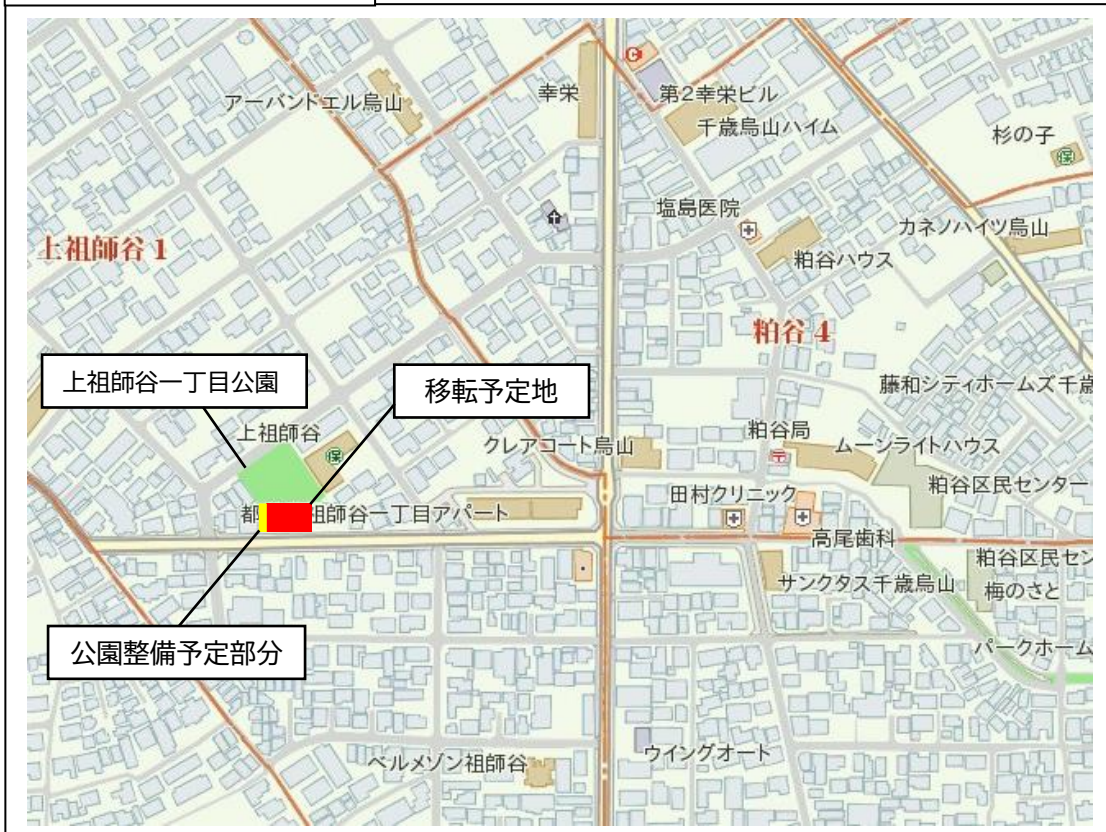 アーバンドエル烏山
幸栄
第2幸栄ビル
千歳烏山ハイム
杉の子
保
塩島医院
カネノハイツ烏山
上祖師谷 1
粕谷ハウス
粕谷 4
上祖師谷一丁目公園
移転予定地
藤和シティホームズ千歳
上祖師谷
保
クレアコート烏山
粕谷局
ムーンライトハウス
粕谷区民センター
田村クリニック
都
祖師谷一丁目アパート
高尾歯科
粕谷区民セン
サンクタス千歳烏山
梅のさと
公園整備予定部分
パークホーム
ベルメゾン祖師谷
ウイングオート